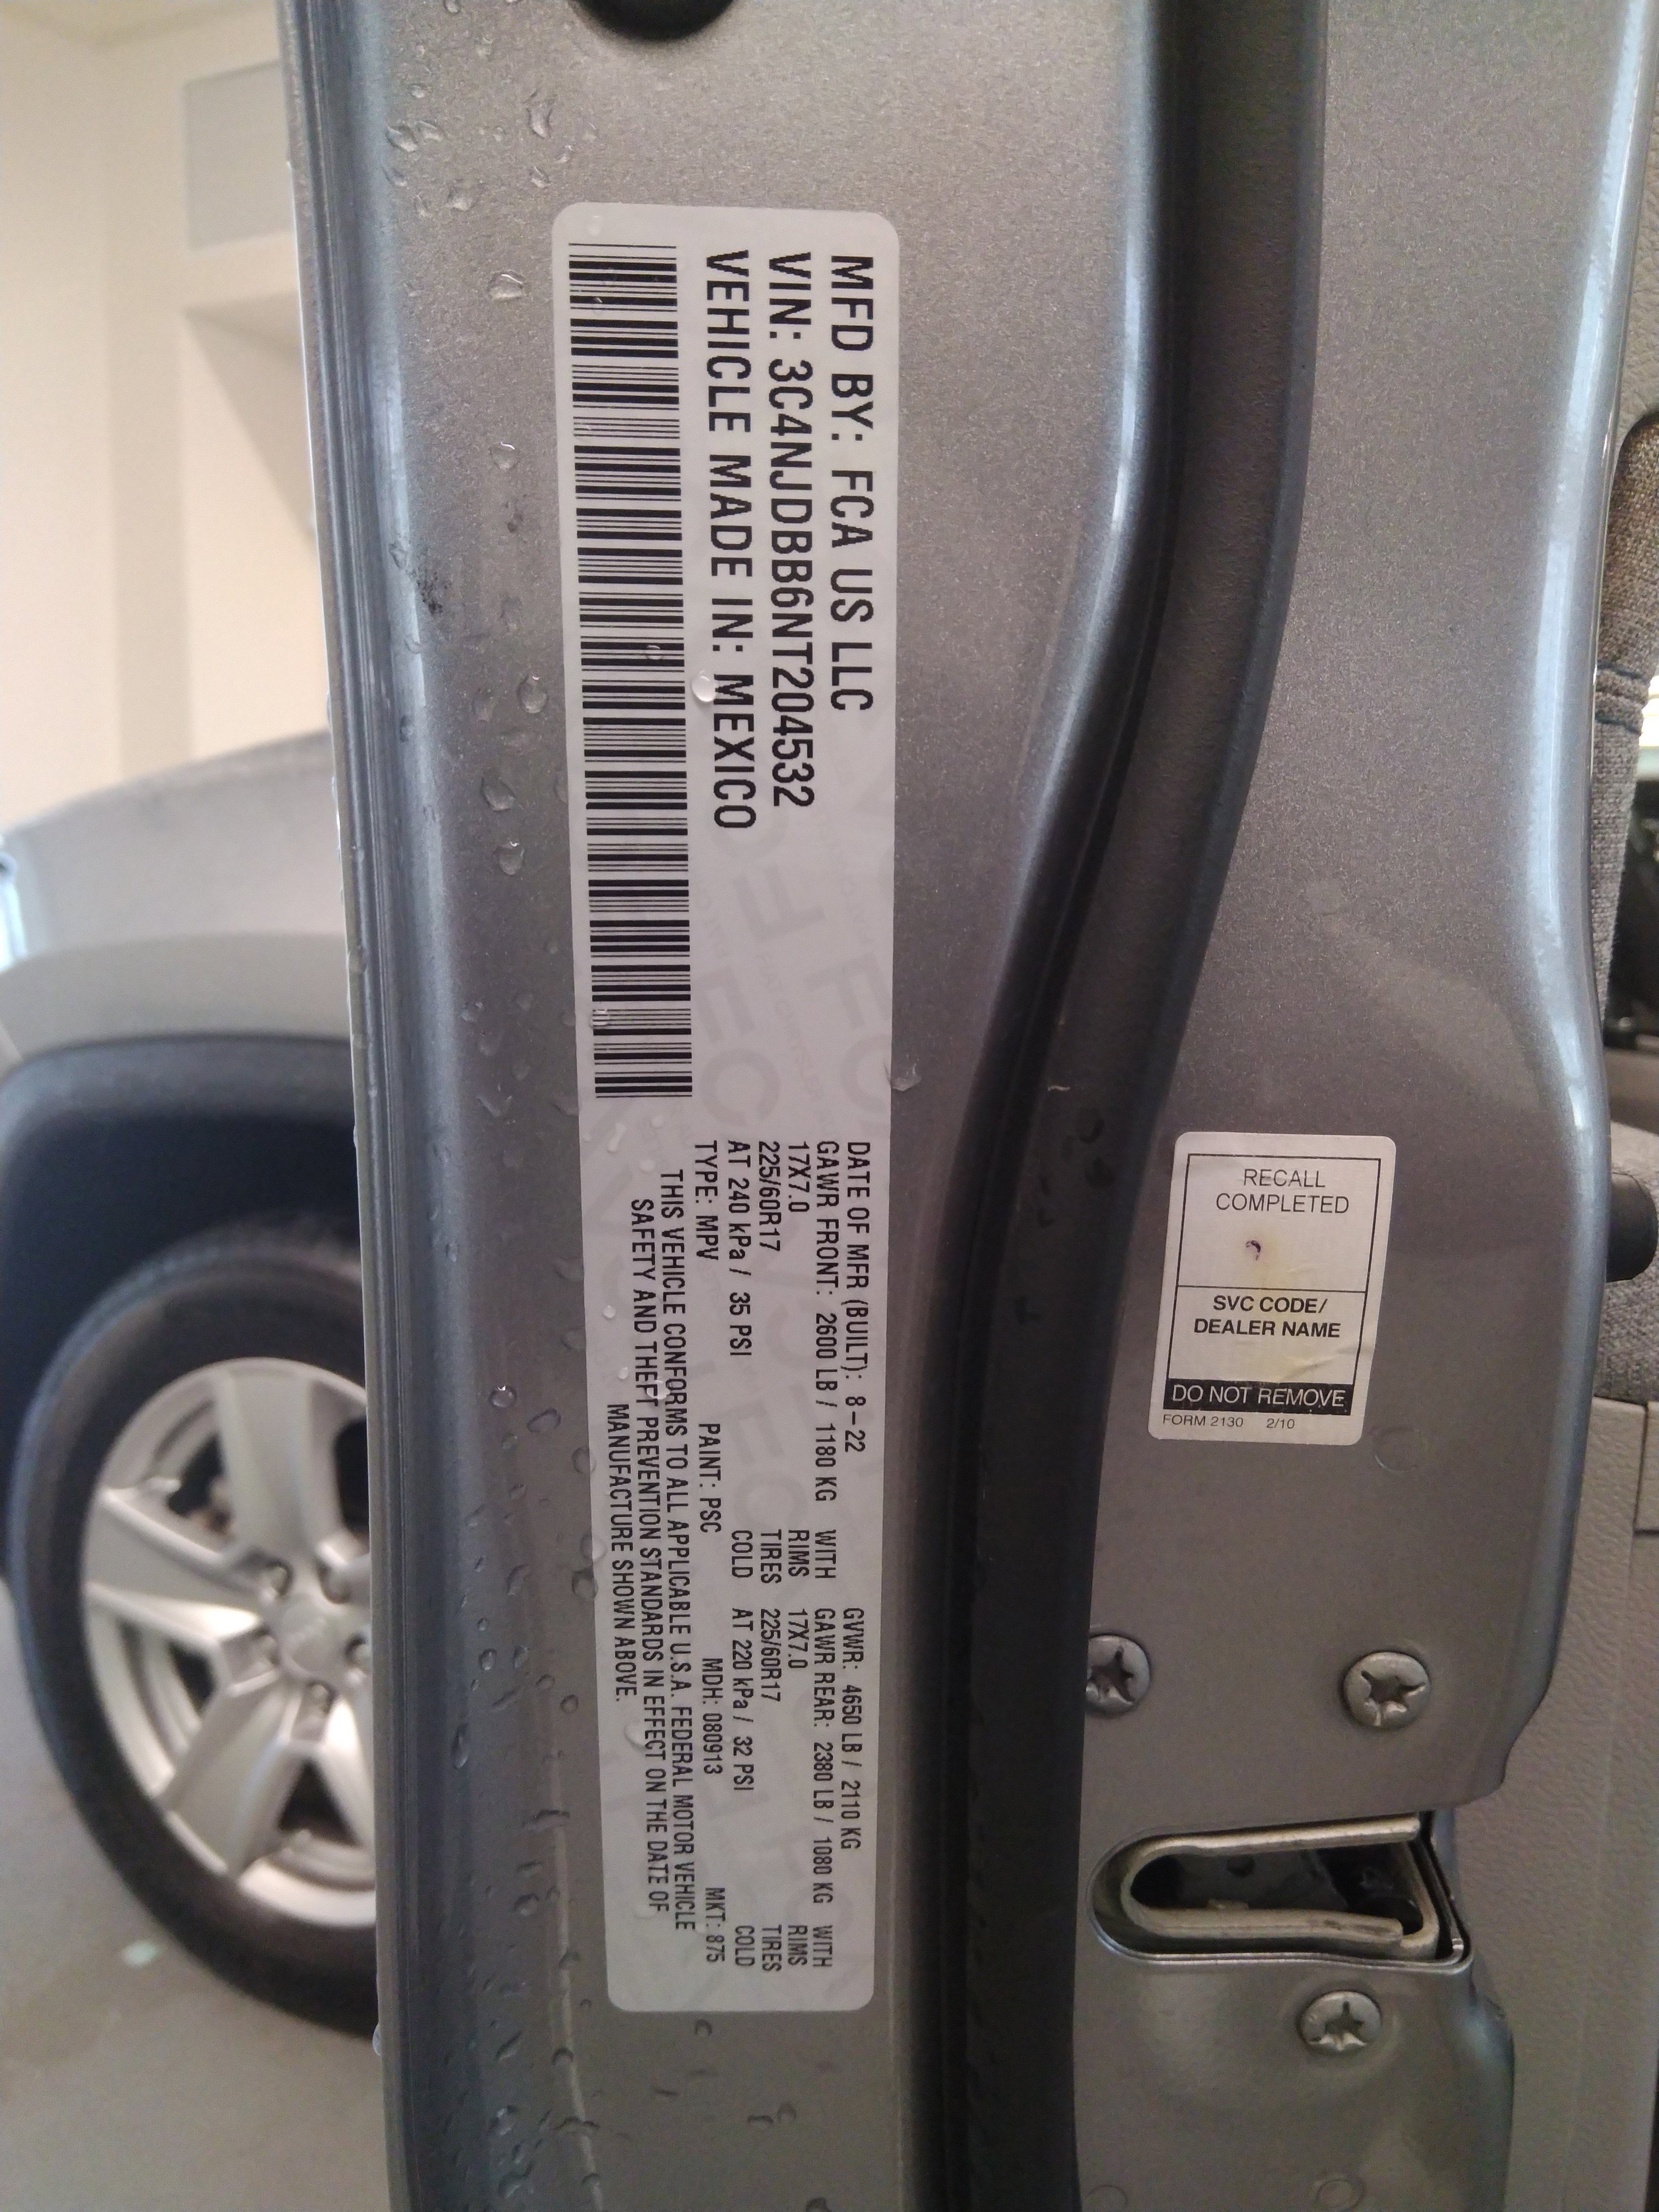 MFD BY: FCA US LLC
VIN: 3C4NJDBB6NT204532
VEHICLE MADE IN: MEXICO
DATE OF MFR (BUILT): 8-22 GVWR: 4650 LB / 2110 KG
GAWR FRONT: 2600 LB / 1180 KG WITH GAWR REAR: 2380 LB / 1080 KG WITH
17X7.0 RIMS 17X7.0 RIMS
225/60R17 TIRES 225/60R17 TIRES
AT 240 kPa / 35 PSI COLD AT 220 kPa / 32 PSI COLD
TYPE: MPV PAINT: PSC MDH: 080913 MKT: 875
THIS VEHICLE CONFORMS TO ALL APPLICABLE U.S.A. FEDERAL MOTOR VEHICLE
SAFETY AND THEFT PREVENTION STANDARDS IN EFFECT ON THE DATE OF
MANUFACTURE SHOWN ABOVE.
RECALL
COMPLETED
SVC CODE/
DEALER NAME
DO NOT REMOVE
FORM 2130 2/10